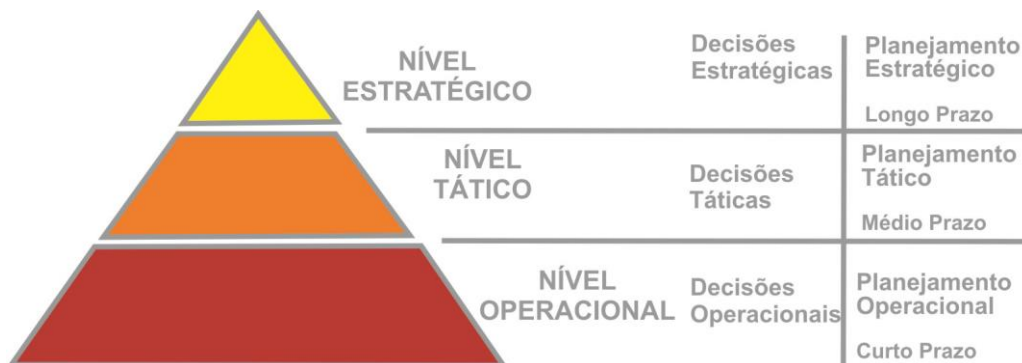 NÍVEL
ESTRATÉGICO
Decisões
Estratégicas
Planejamento
Estratégico
Longo Prazo
NÍVEL
TÁTICO
Decisões
Táticas
Planejamento
Tático
Médio Prazo
NÍVEL
OPERACIONAL
Decisões
Operacionais
Planejamento
Operacional
Curto Prazo